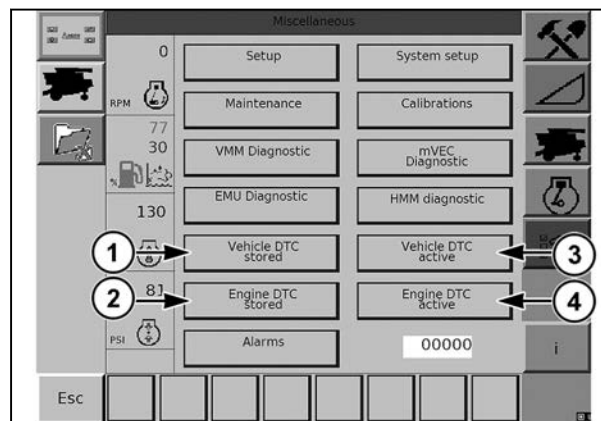 Miscellaneous
0
RPM
77
30
%
130
81
PSI
Setup
System setup
Maintenance
Calibrations
VMM Diagnostic
mVEC
Diagnostic
EMU Diagnostic
HMM diagnostic
1
Vehicle DTC
stored
Vehicle DTC
active
3
2
Engine DTC
stored
Engine DTC
active
4
Alarms
00000
i
Esc